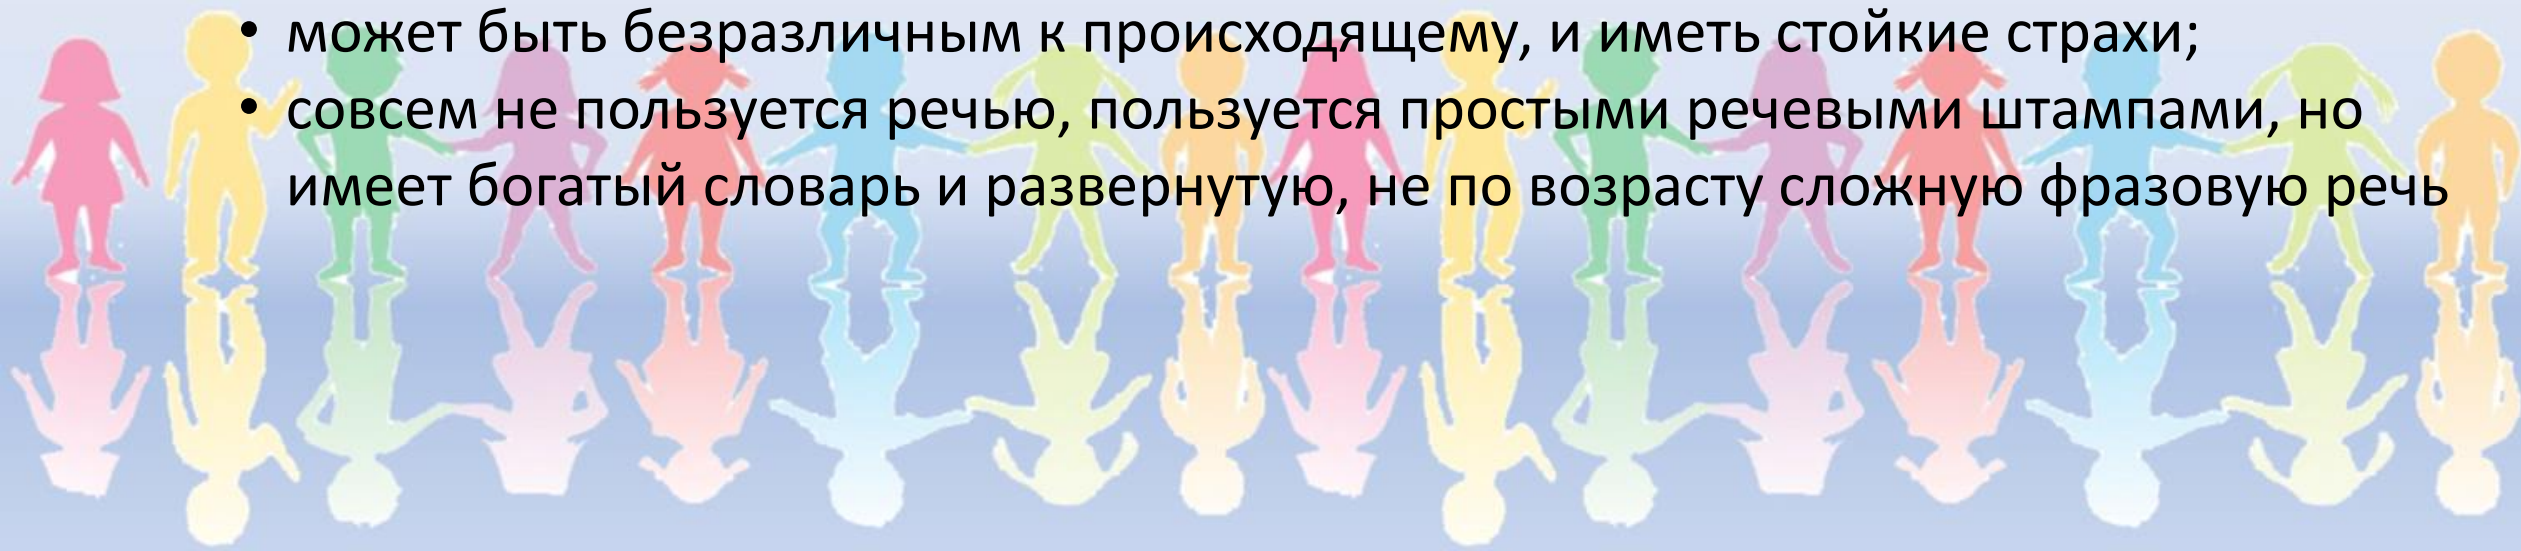 • может быть безразличным к происходящему, и иметь стойкие страхи;
• совсем не пользуется речью, пользуется простыми речевыми штампами, но
имеет богатый словарь и развернутую, не по возрасту сложную фразовую речь